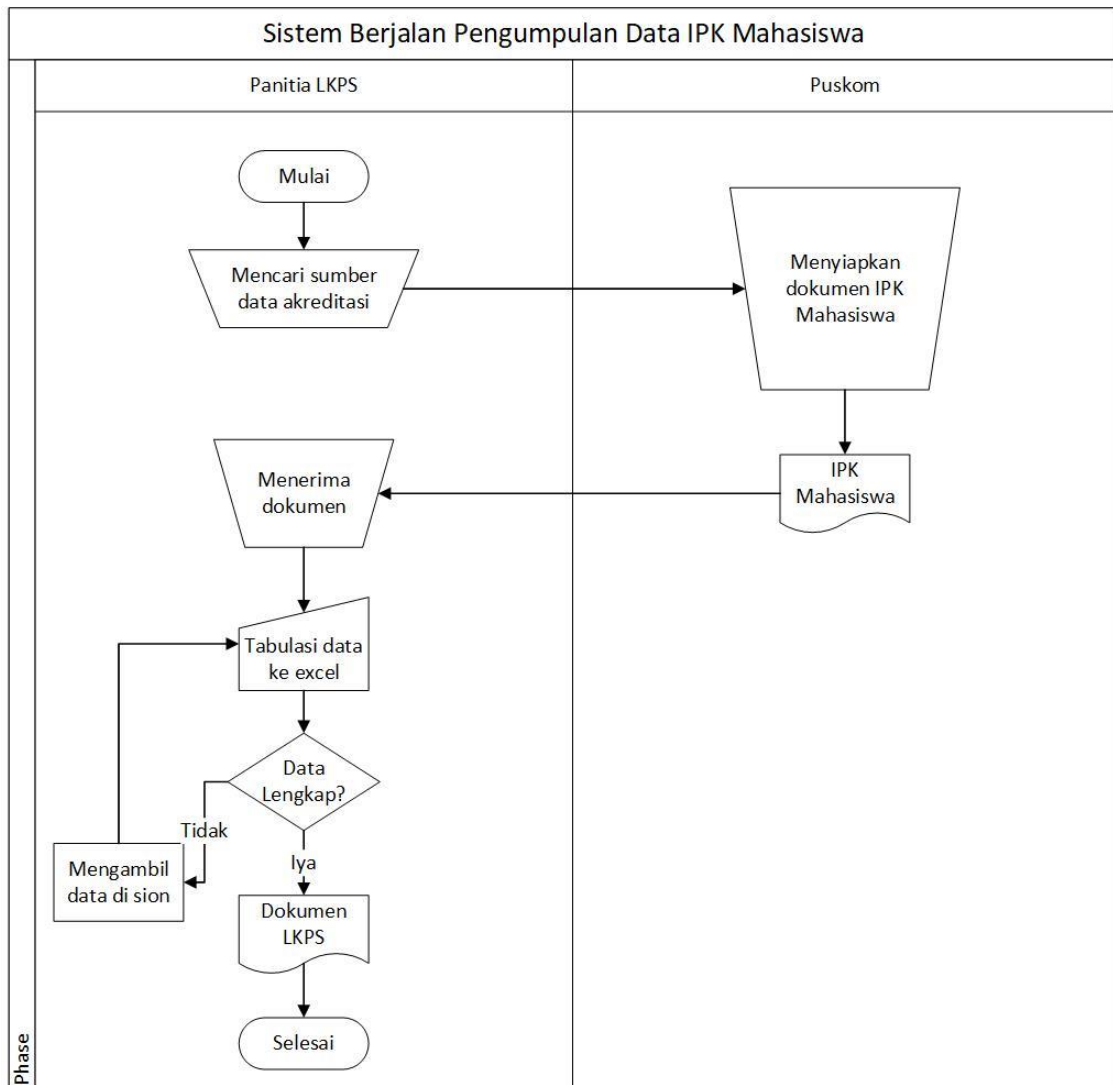 Sistem Berjalan Pengumpulan Data IPK Mahasiswa
Panitia LKPS
Puskom
Mulai
Mencari sumber
data akreditasi
Menyiapkan
dokumen IPK
Mahasiswa
IPK
Mahasiswa
Menerima
dokumen
Tabulasi data
ke excel
Data
Lengkap?
Tidak
Mengambil
data di sion
Iya
Dokumen
LKPS
Selesai
Phase